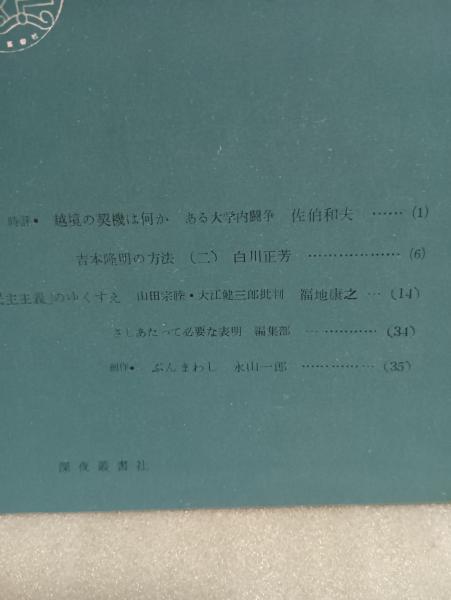 叢書社
時評・ 越境の契機は何か ある大学内闘争 佐伯和夫 …… (1)
吉本隆明の方法 (二) 白川正芳 ……………… (6)
民主主義」のゆくすえ 山田宗睦・大江健三郎批判 福地康之 … (14)
さしあたって必要な表明 編集部 ………… (34)
創作・ ぶんまわし 永山一郎 ………… (35)
深夜叢書社